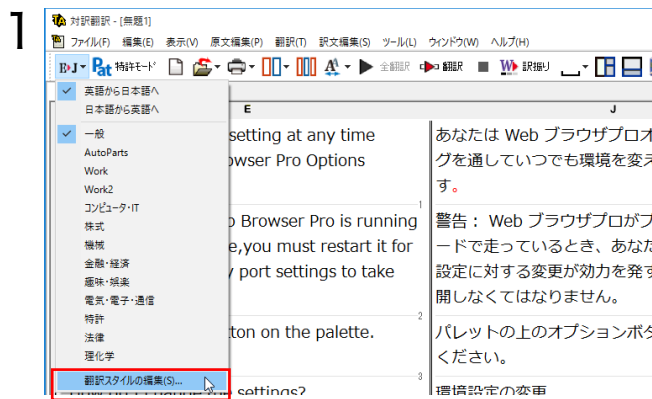 1
対訳翻訳 - [無題1]
ファイル(F) 編集(E) 表示(V) 原文編集(P) 翻訳(T) 訳文編集(S) ツール(L) ウインドウ(W) ヘルプ(H)
E▸J Pat 特許モード 全翻訳 翻訳 W 訳振り
英語から日本語へ
日本語から英語へ
一般
AutoParts
Work
Work2
コンピュータ・IT
株式
機械
金融・経済
趣味・娯楽
電気・電子・通信
特許
法律
理化学
翻訳スタイルの編集(S)...
E
setting at any time
owser Pro Options
1
Browser Pro is running
e,you must restart it for
port settings to take
2
ton on the palette.
3
settings?
J
あなたは Web ブラウザプロオ
グを通していつでも環境を変え
す。
警告： Web ブラウザプロがフ
ードで走っているとき、あなた
設定に対する変更が効力を発す
開しなくてはなりません。
パレットの上のオプションボタ
ください。
環境設定の変更